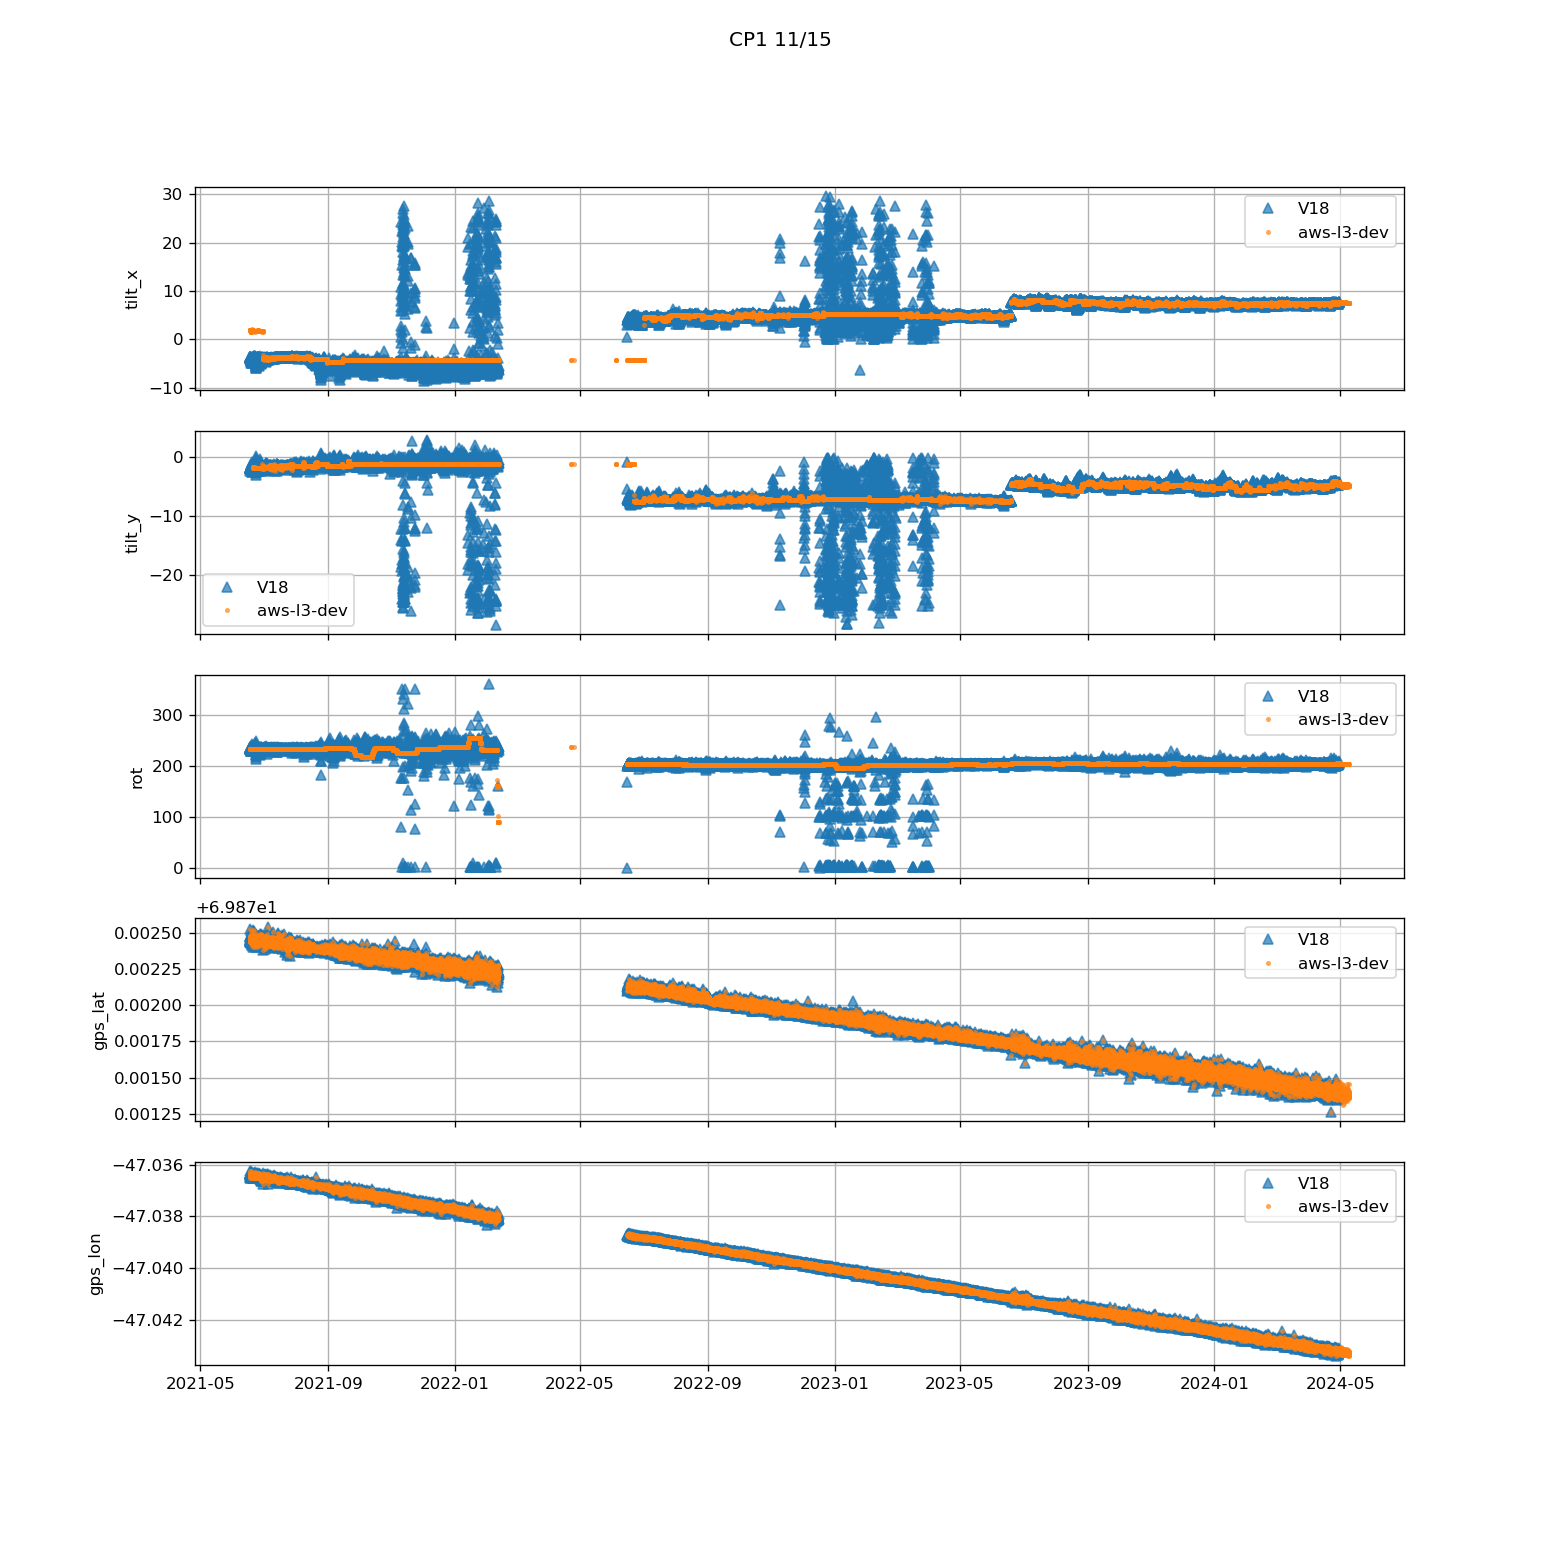 CP1 11/15
30
20
10
0
−10
tilt_x
V18
aws-l3-dev
0
−10
−20
tilt_y
V18
aws-l3-dev
300
200
100
0
rot
V18
aws-l3-dev
+6.987e1
0.00250
0.00225
0.00200
0.00175
0.00150
0.00125
gps_lat
V18
aws-l3-dev
−47.036
−47.038
−47.040
−47.042
gps_lon
V18
aws-l3-dev
2021-05 2021-09 2022-01 2022-05 2022-09 2023-01 2023-05 2023-09 2024-01 2024-05